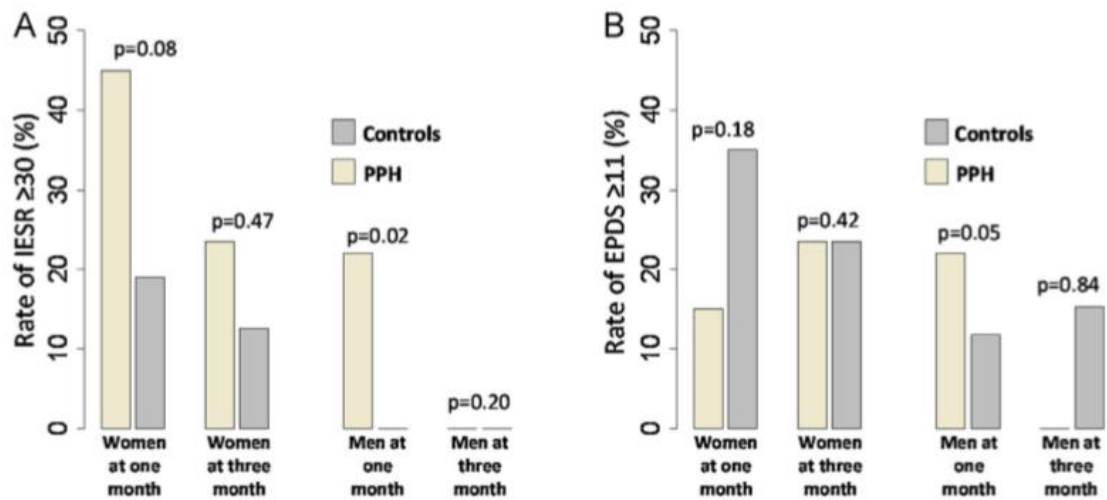 A
Rate of IESR ≥30 (%)
50
40
30
20
10
0
p=0.08
p=0.47
p=0.02
p=0.20
Controls
PPH
Women
at one
month
Women
at three
month
Men at
one
month
Men at
three
month
B
Rate of EPDS ≥11 (%)
50
40
30
20
10
0
p=0.18
p=0.42
p=0.05
p=0.84
Controls
PPH
Women
at one
month
Women
at three
month
Men at
one
month
Men at
three
month